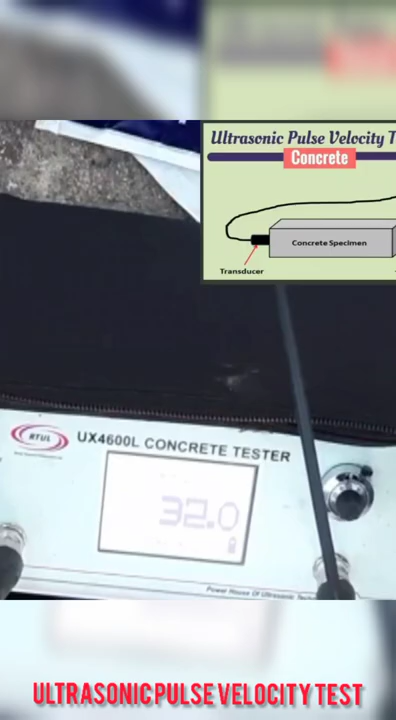 Ultrasonic Pulse Velocity T
Concrete
Concrete Specimen
Transducer
RTUL
UX4600L CONCRETE TESTER
32.0
Power House Of Ultrasonic
ULTRASONIC PULSE VELOCITY TEST